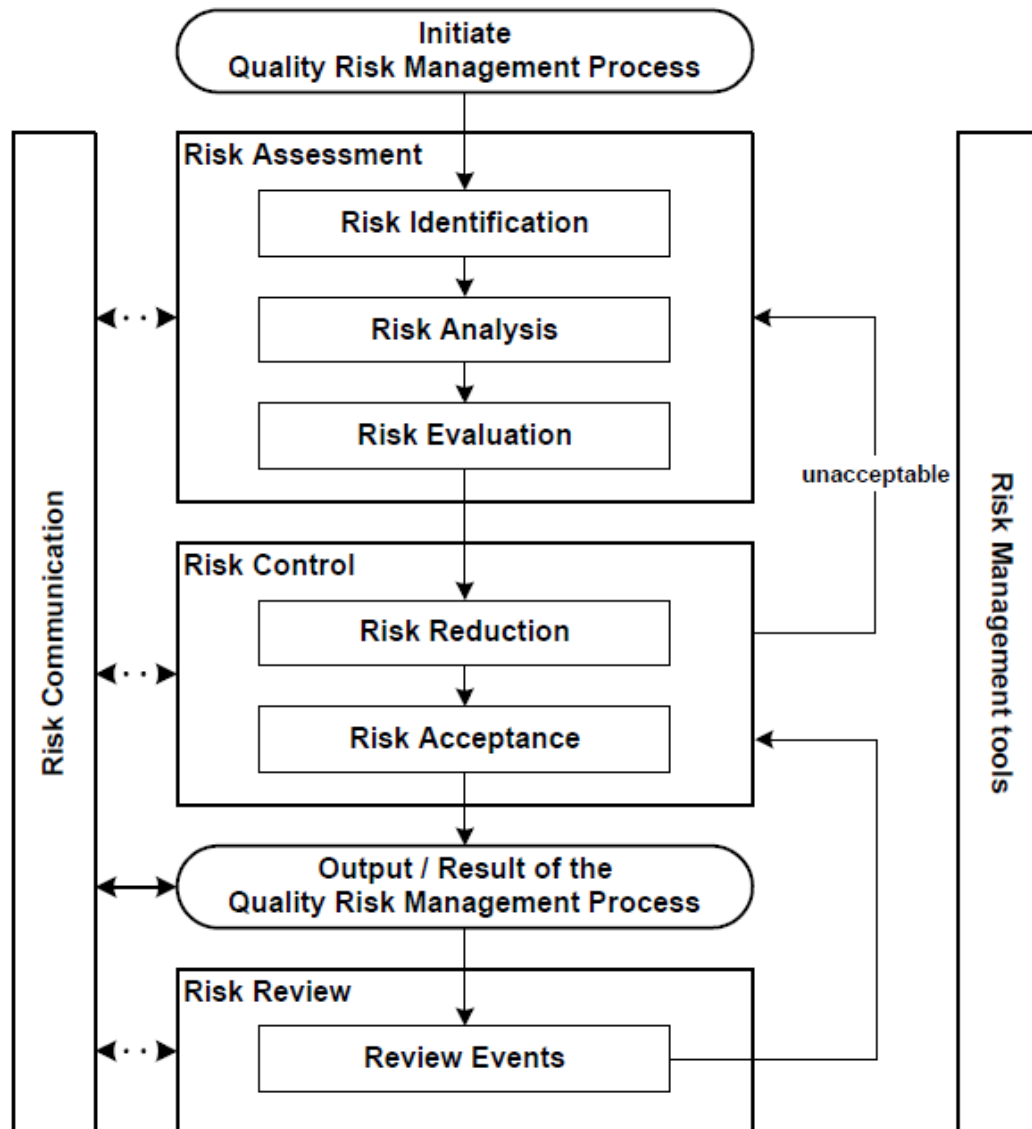 Initiate
Quality Risk Management Process
Risk Assessment
Risk Identification
Risk Analysis
Risk Evaluation
unacceptable
Risk Control
Risk Reduction
Risk Acceptance
Output / Result of the
Quality Risk Management Process
Risk Review
Review Events
Risk Communication
Risk Management tools